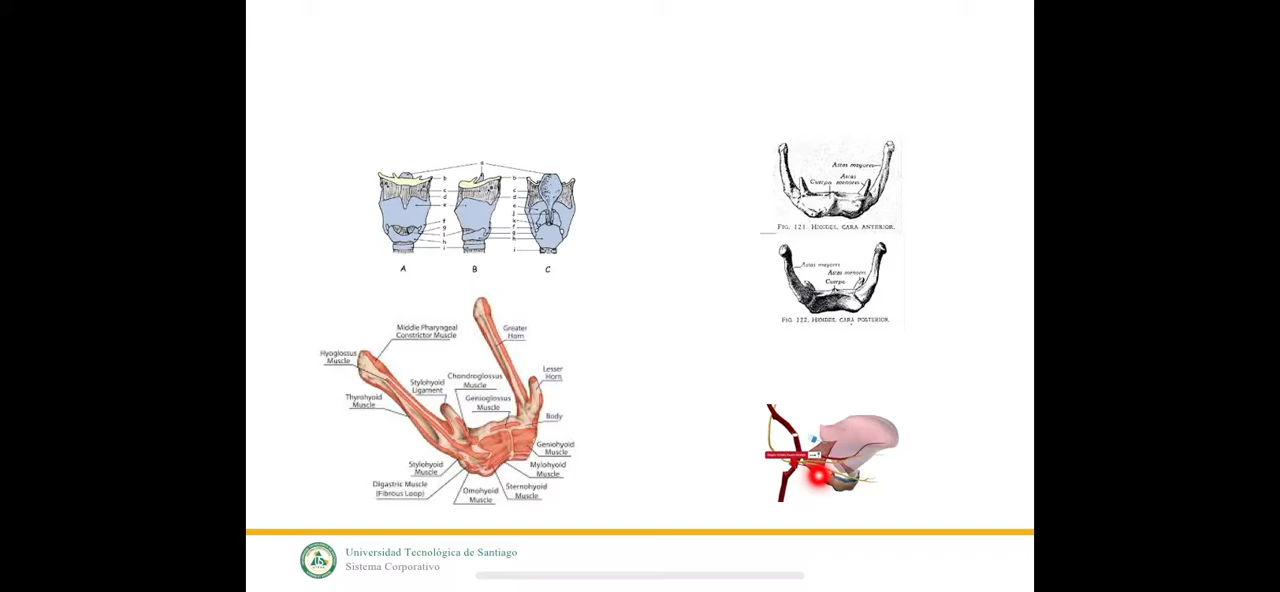 a
b
c
d
e
f
g
l
h
i
b
c
d
e
j
k
f
g
h
i
A
B
C
Middle Pharyngeal
Constrictor Muscle
Greater
Horn
Hyoglossus
Muscle
Stylohyoid
Ligament
Chondroglossus
Muscle
Lesser
Horn
Thyrohyoid
Muscle
Genioglossus
Muscle
Body
Geniohyoid
Muscle
Stylohyoid
Muscle
Mylohyoid
Muscle
Digastric Muscle
(Fibrous Loop)
Omohyoid
Muscle
Sternohyoid
Muscle
Astas mayores
Astas
Cuerpo menores
FIG. 121 HIOIDES, CARA ANTERIOR.
Astas mayores
Astas menores
Cuerpo
FIG. 122. HIOIDES, CARA POSTERIOR.
Universidad Tecnológica de Santiago
Sistema Corporativo